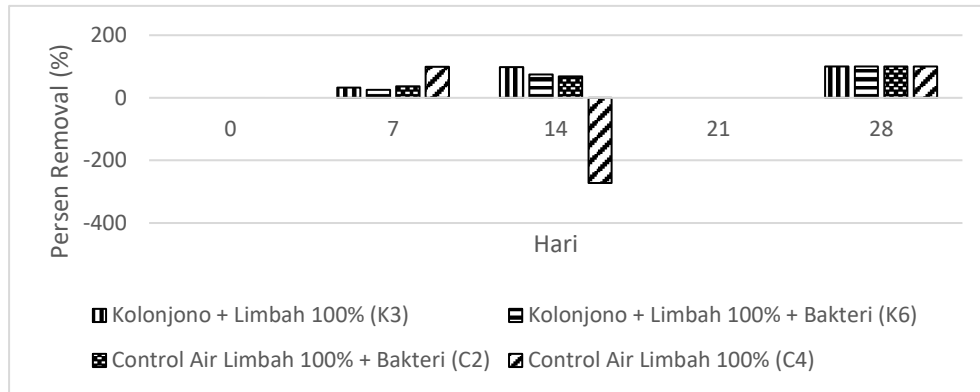 Persen Removal (%)
200
0
-200
-400
0 7 14 21 28
Hari
Kolonjono + Limbah 100% (K3) Kolonjono + Limbah 100% + Bakteri (K6)
Control Air Limbah 100% + Bakteri (C2) Control Air Limbah 100% (C4)